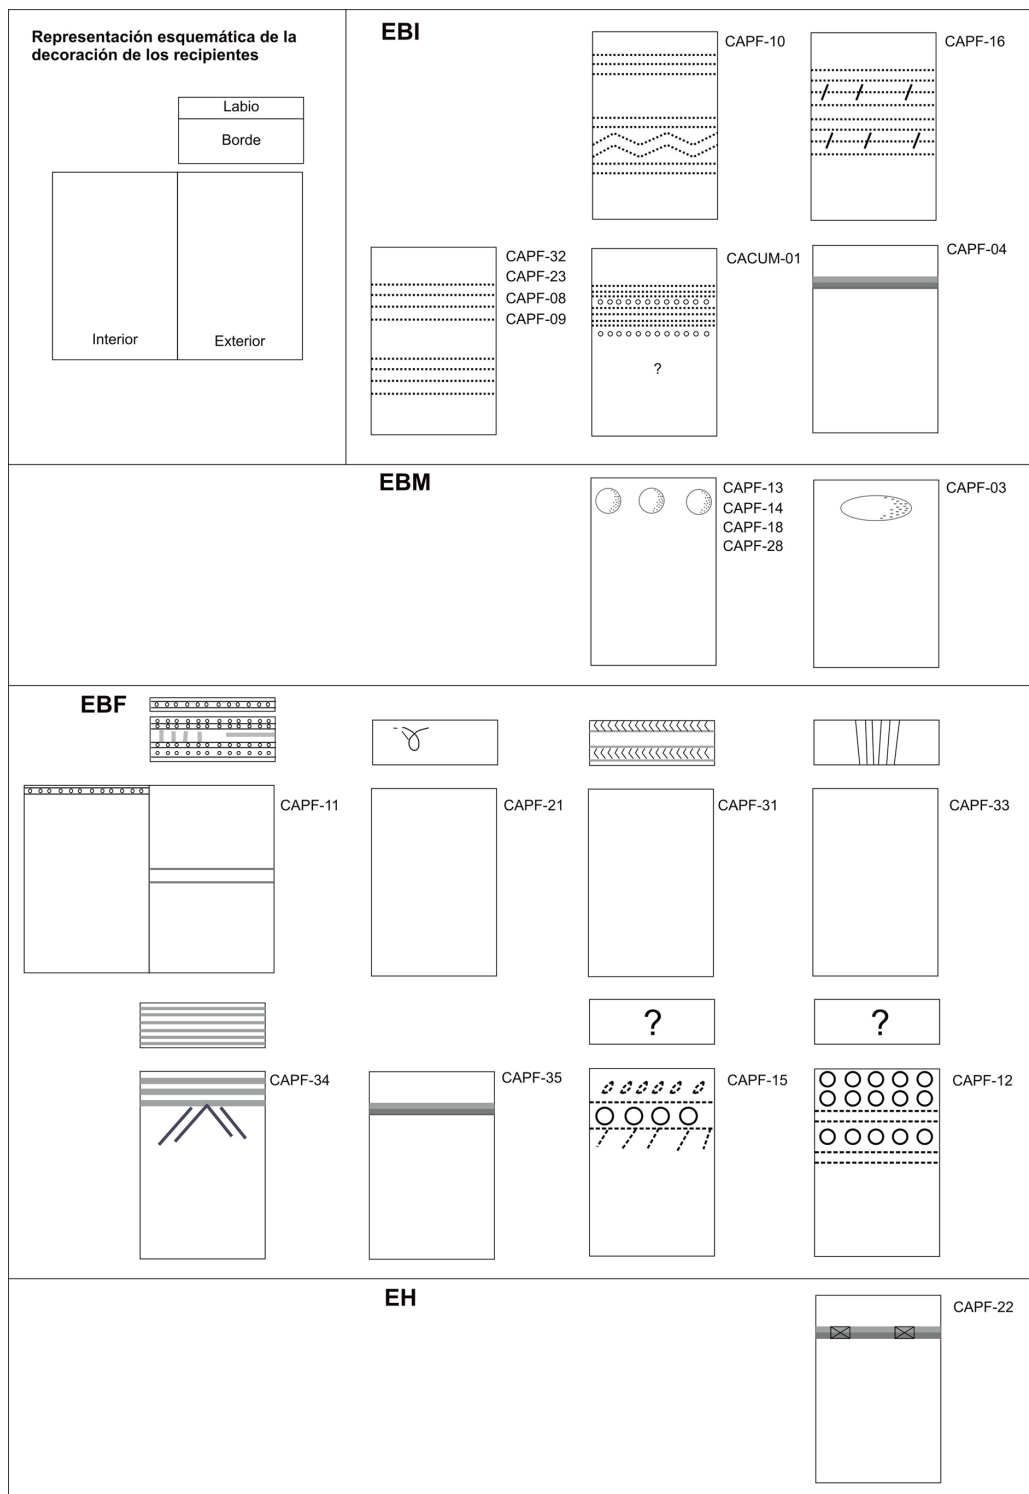 Representación esquemática de la
decoración de los recipientes
Labio
Borde
Interior
Exterior
EBI
CAPF-10
CAPF-16
CAPF-32
CAPF-23
CAPF-08
CAPF-09
CACUM-01
?
CAPF-04
EBM
CAPF-13
CAPF-14
CAPF-18
CAPF-28
CAPF-03
EBF
CAPF-11
CAPF-21
CAPF-31
CAPF-33
?
?
CAPF-34
CAPF-35
CAPF-15
CAPF-12
EH
CAPF-22